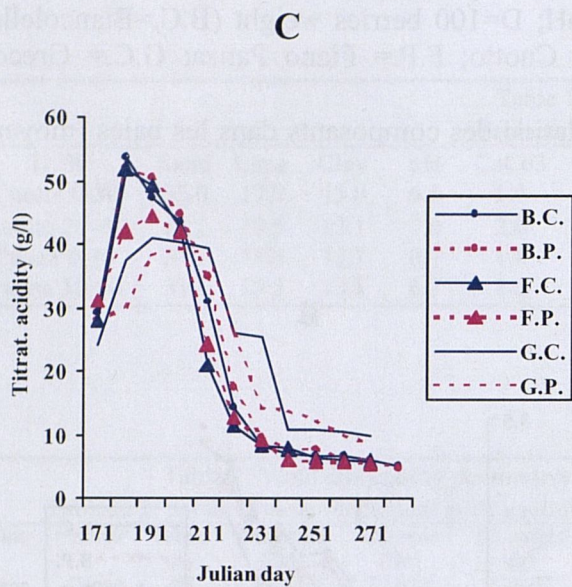 C
60
50
40
30
20
10
0
Titrat. acidity (g/l)
171 191 211 231 251 271
Julian day
B.C.
B.P.
F.C.
F.P.
G.C.
G.P.